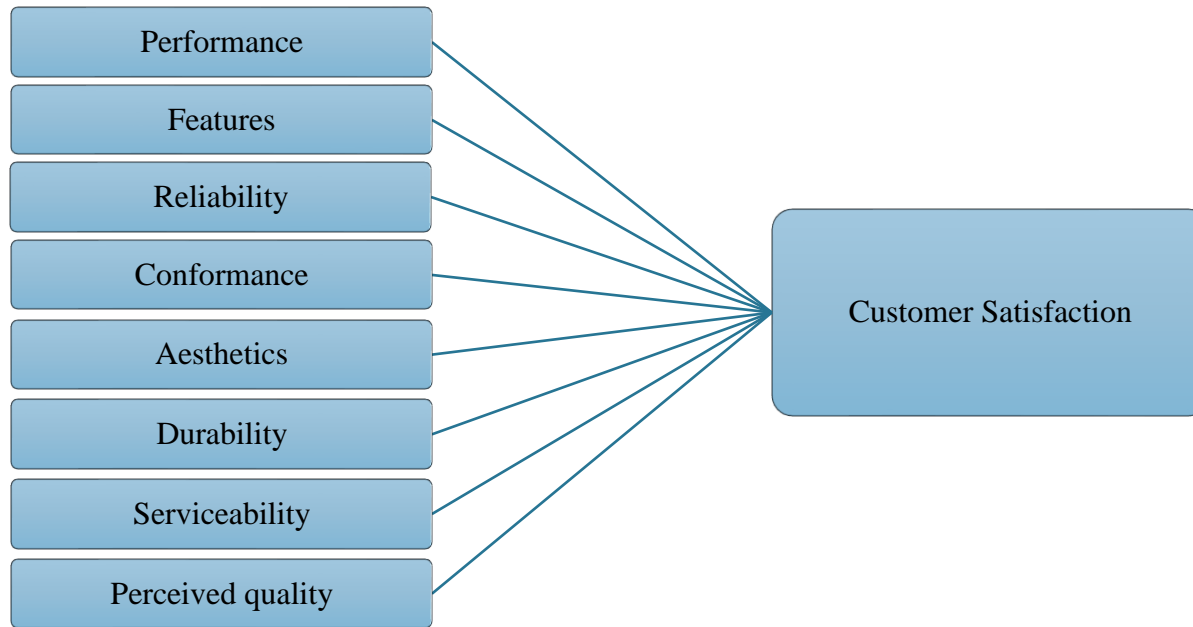 Performance
Features
Reliability
Conformance
Aesthetics
Durability
Serviceability
Perceived quality
Customer Satisfaction